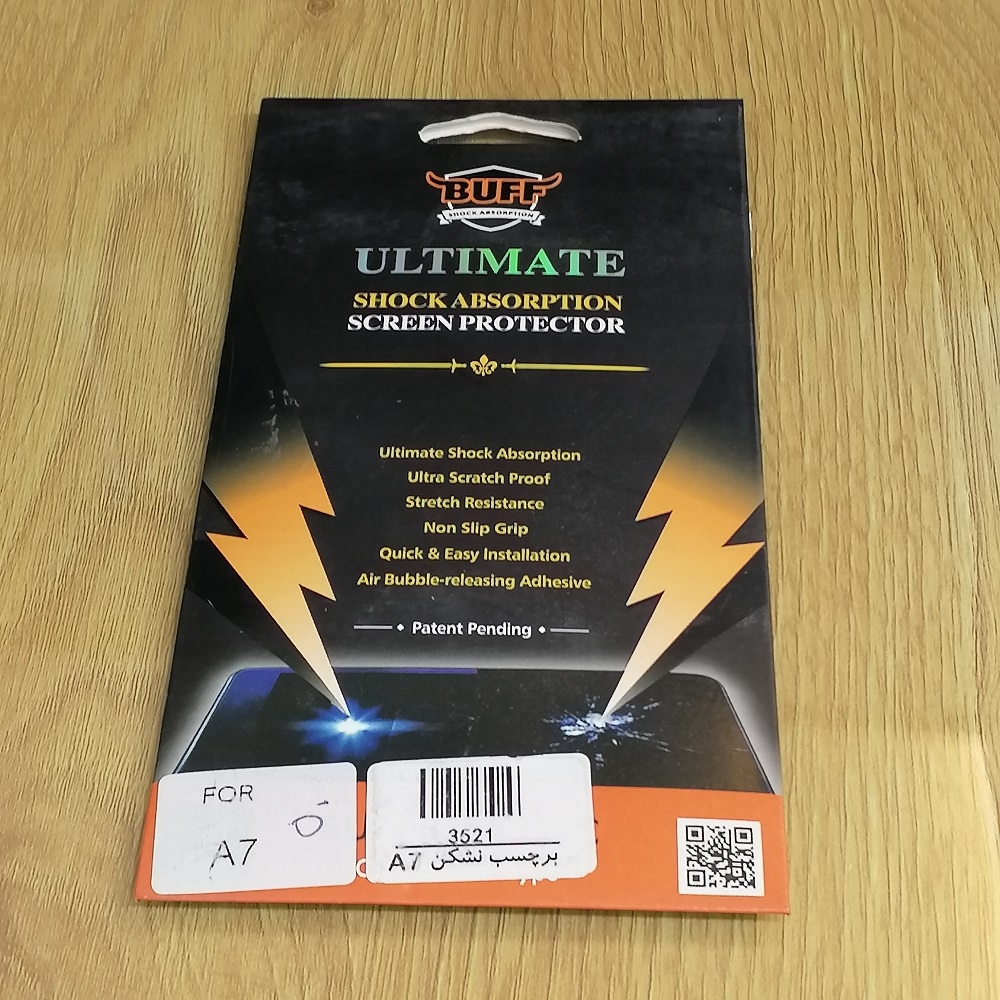 BUFF
SHOCK ABSORPTION
ULTIMATE
SHOCK ABSORPTION
SCREEN PROTECTOR
Ultimate Shock Absorption
Ultra Scratch Proof
Stretch Resistance
Non Slip Grip
Quick & Easy Installation
Air Bubble-releasing Adhesive
Patent Pending
FOR
A7
3521
برچسب نشکن A7